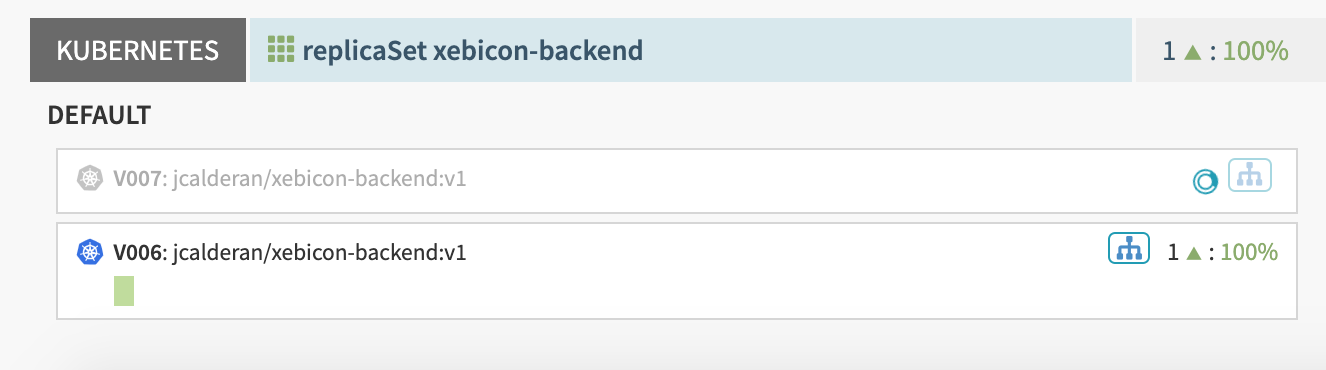 KUBERNETES replicaSet xebicon-backend 1 ▲ : 100%
DEFAULT
V007: jcalderan/xebicon-backend:v1
V006: jcalderan/xebicon-backend:v1 1 ▲ : 100%